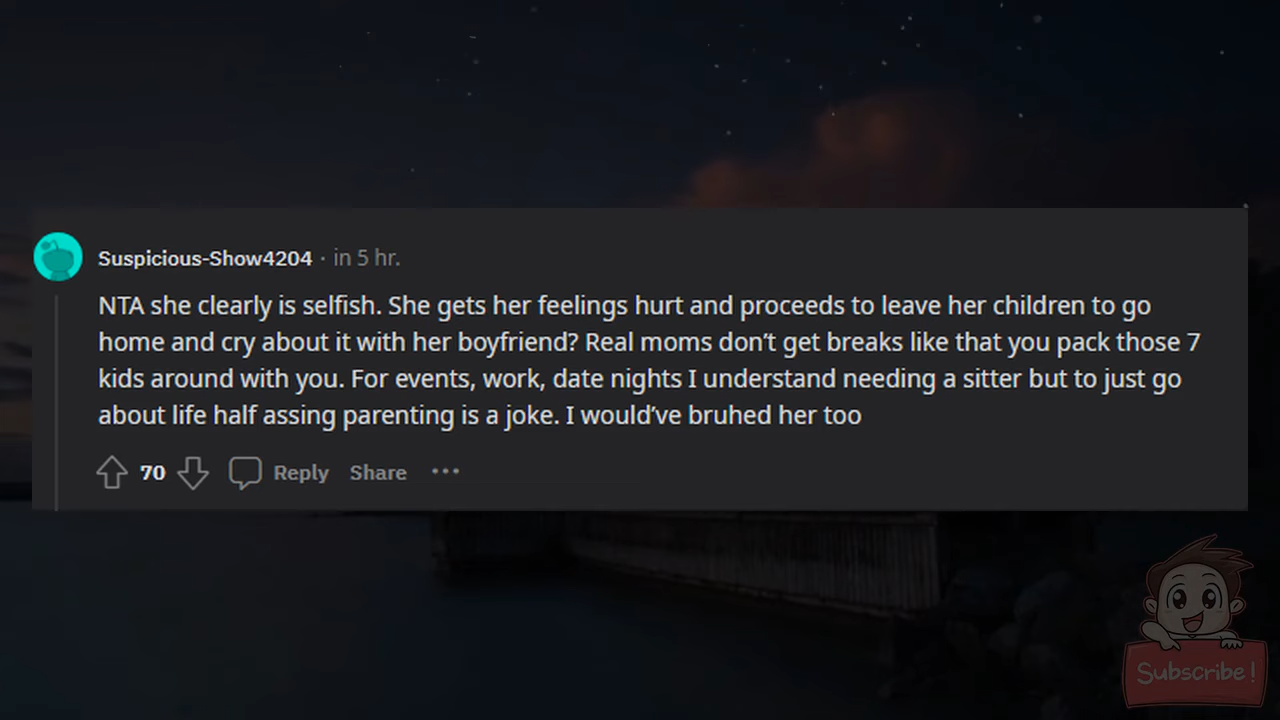 Suspicious-Show4204 · in 5 hr.
NTA she clearly is selfish. She gets her feelings hurt and proceeds to leave her children to go
home and cry about it with her boyfriend? Real moms don’t get breaks like that you pack those 7
kids around with you. For events, work, date nights I understand needing a sitter but to just go
about life half assing parenting is a joke. I would’ve bruhed her too
70 Reply Share ···
Subscribe!